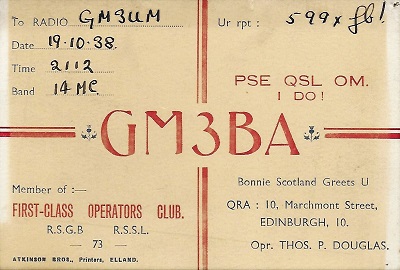 To RADIO GM3UM
Date 19·10·38.
Time 2112
Band 14 MC.
Ur rpt : 599x fb!
PSE QSL OM.
I DO!
GM3BA
Member of :—
FIRST-CLASS OPERATORS CLUB.
R.S.G.B R.S.S.L.
— 73 —
ATKINSON BROS., Printers, ELLAND.
Bonnie Scotland Greets U
QRA : 10, Marchmont Street,
EDINBURGH, 10.
Opr. THOS. P. DOUGLAS.